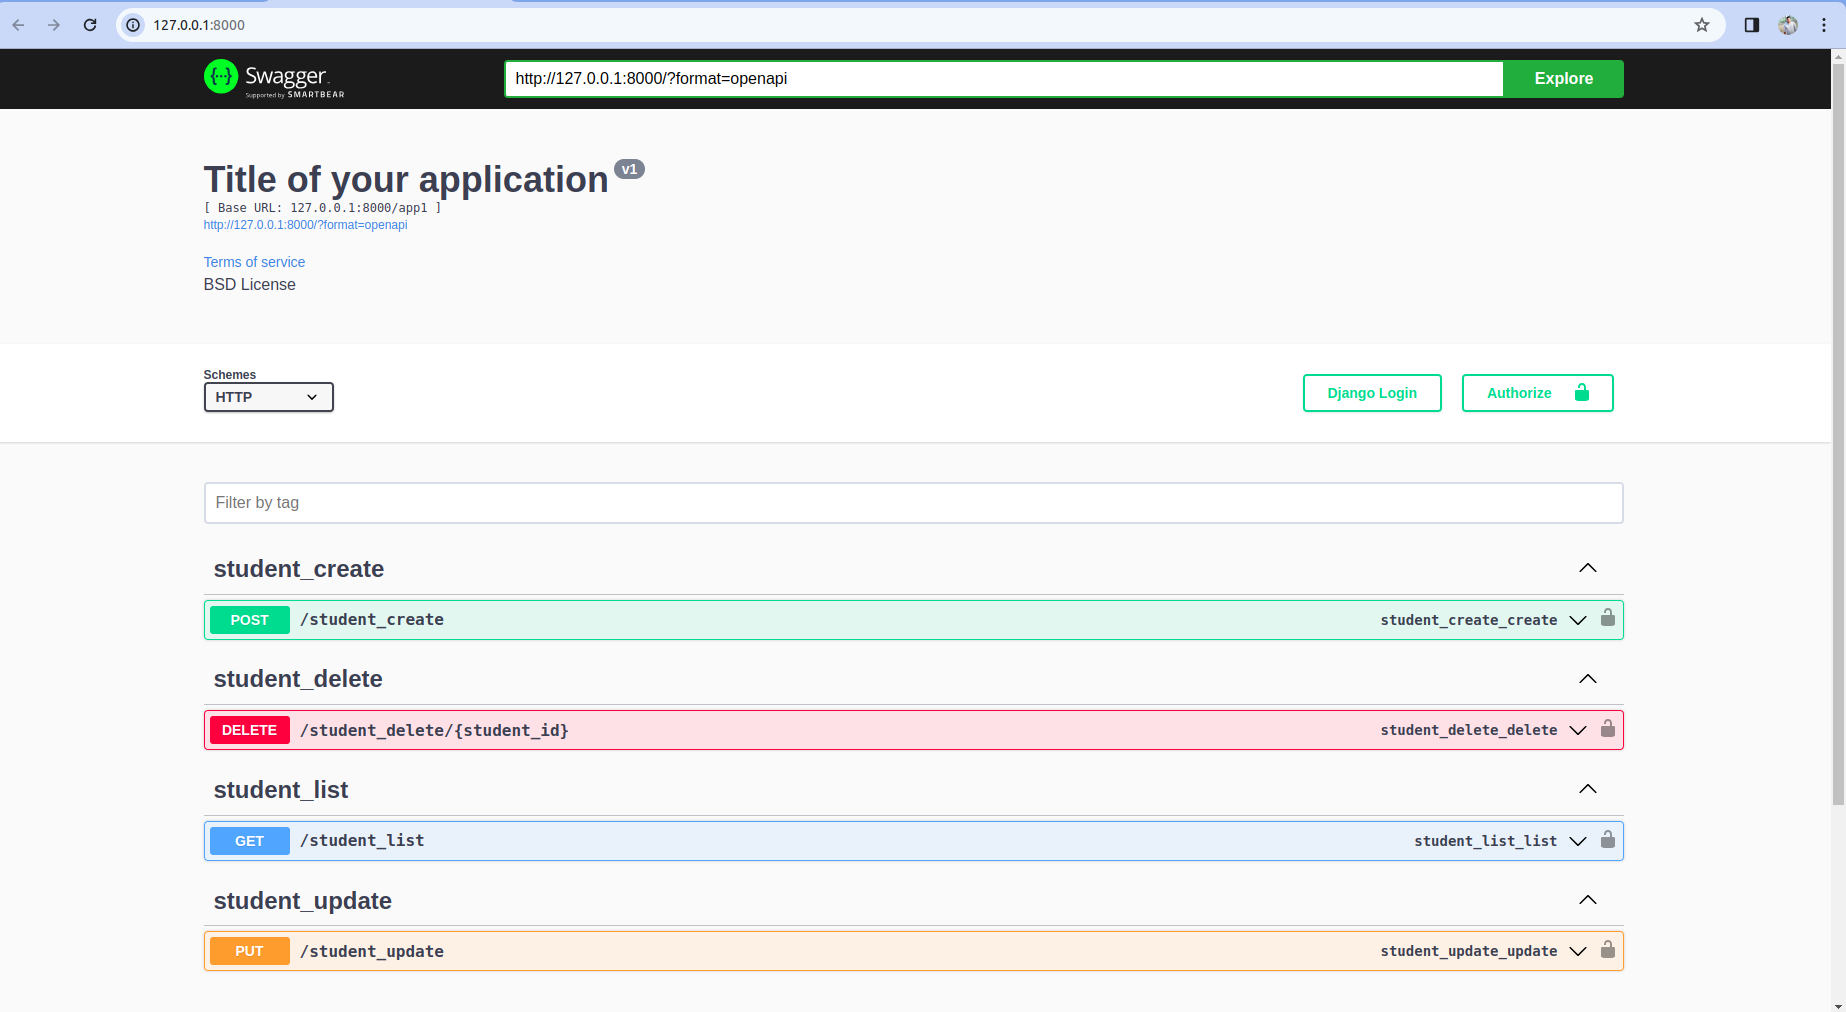 127.0.0.1:8000
{···} Swagger
Supported by SMARTBEAR
http://127.0.0.1:8000/?format=openapi
Explore
Title of your application v1
[ Base URL: 127.0.0.1:8000/app1 ]
http://127.0.0.1:8000/?format=openapi
Terms of service
BSD License
Schemes
HTTP
Django Login
Authorize
Filter by tag
student_create
POST /student_create student_create_create
student_delete
DELETE /student_delete/{student_id} student_delete_delete
student_list
GET /student_list student_list_list
student_update
PUT /student_update student_update_update